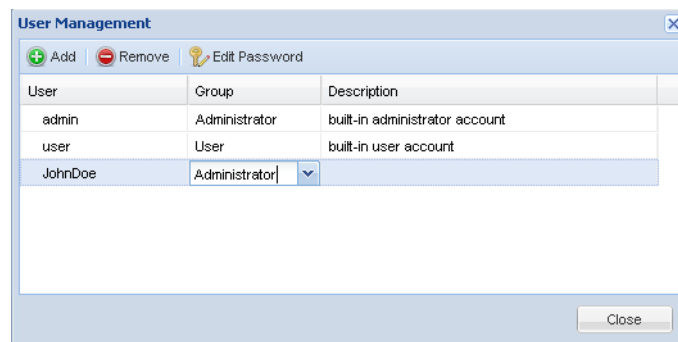 User Management
Add Remove Edit Password
User Group Description
admin Administrator built-in administrator account
user User built-in user account
JohnDoe Administrator
Close